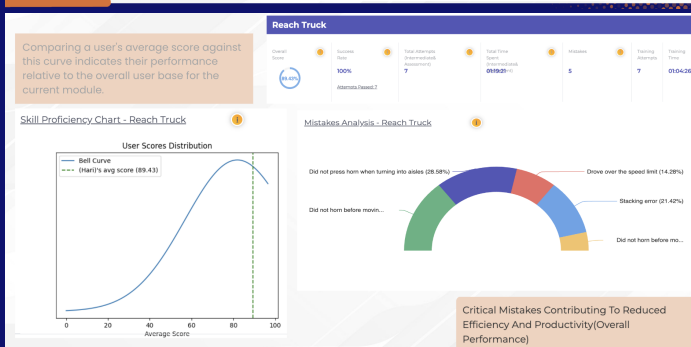 Reach Truck
Comparing a user's average score against
this curve indicates their performance
relative to the overall user base for the
current module.
Overall
Score
89.43%
Success
Rate
100%
Attempts Passed 7
Total Attempts
(Intermediate&
Assessment)
7
Total Time
Spent
(Intermediate&
01:19:21
Mistakes
5
Training
Attempts
7
Training
Time
01:04:26
Skill Proficiency Chart - Reach Truck
User Scores Distribution
Bell Curve
(Hari)'s avg score (89.43)
0 20 40 60 80 100
Average Score
Mistakes Analysis - Reach Truck
Did not press horn when turning into aisles (28.58%)
Drove over the speed limit (14.28%)
Did not horn before movin...
Stacking error (21.42%)
Did not horn before mo...
Critical Mistakes Contributing To Reduced
Efficiency And Productivity(Overall
Performance)